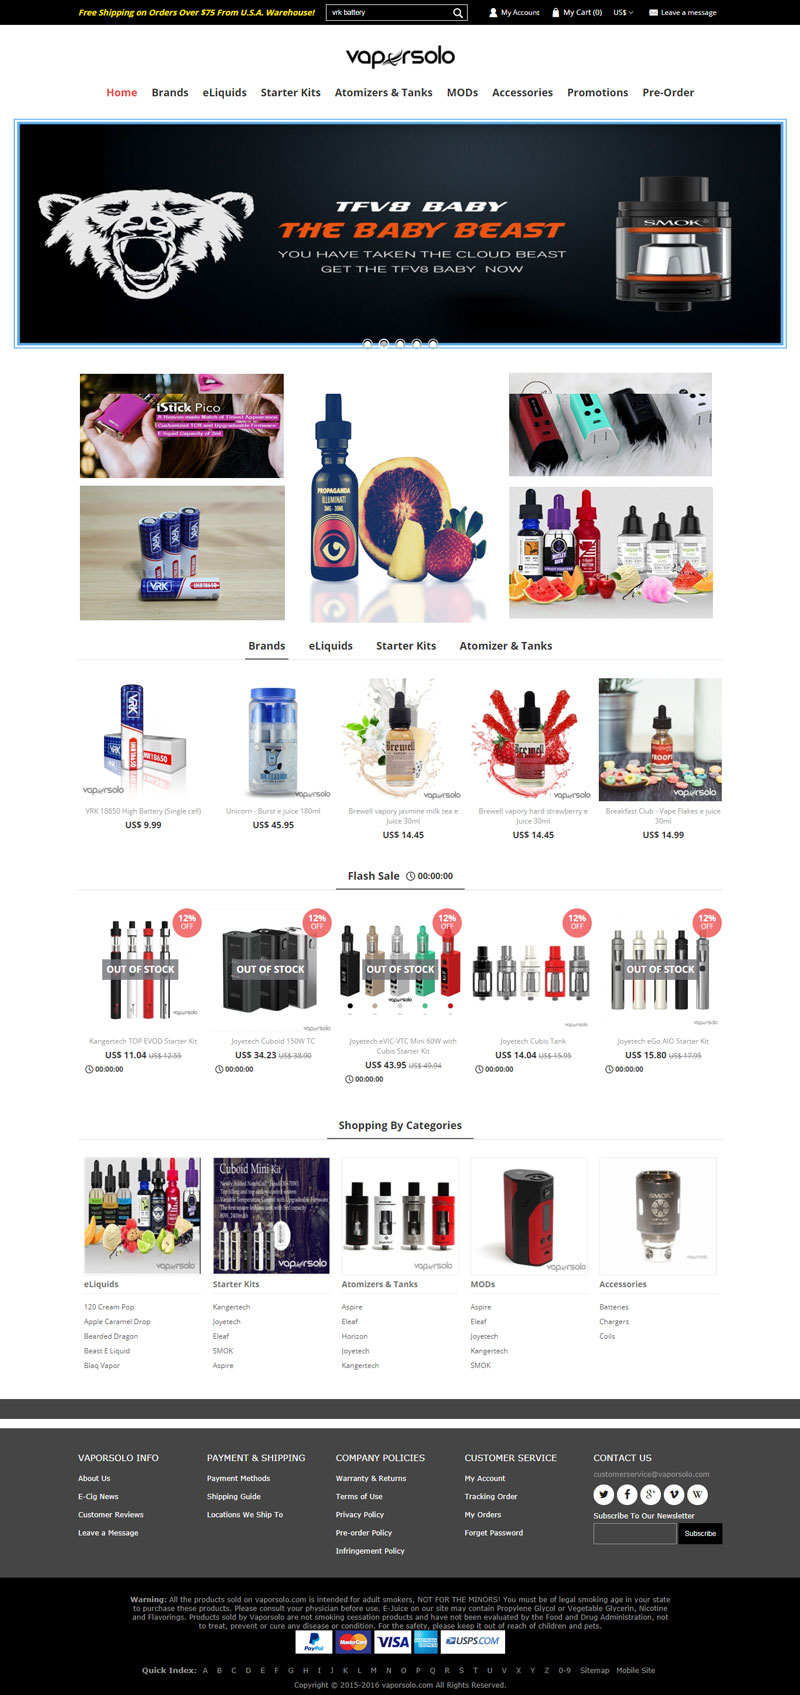 Free Shipping on Orders Over $75 From U.S.A. Warehouse!
vrk battery
My Account
My Cart (0)
US$
Leave a message
vaporsolo
Home Brands eLiquids Starter Kits Atomizers & Tanks MODs Accessories Promotions Pre-Order
TFV8 BABY
THE BABY BEAST
YOU HAVE TAKEN THE CLOUD BEAST
GET THE TFV8 BABY NOW
SMOK
iStick Pico
A Heaven-made Match of Tiniest Appearance
Customized TCR and Upgradeable Firmware
E-liquid Capacity of 2ml
PROPAGANDA
ILLUMINATI
VRK
IMR18650
Brands eLiquids Starter Kits Atomizer & Tanks
VRK 18650 High Battery (Single cell)
US$ 9.99
Unicorn - Burst e juice 180ml
US$ 45.95
Brewell vapory jasmine milk tea e
Juice 30ml
US$ 14.45
Brewell vapory hard strawberry e
Juice 30ml
US$ 14.45
Breakfast Club - Vape Flakes e juice
30ml
US$ 14.99
Flash Sale 00:00:00
12%
OFF
OUT OF STOCK
Kangertech TOP EVOD Starter Kit
US$ 11.04 US$ 12.55
00:00:00
12%
OFF
OUT OF STOCK
Joyetech Cuboid 150W TC
US$ 34.23 US$ 38.90
00:00:00
12%
OFF
OUT OF STOCK
Joyetech eVIC-VTC Mini 60W with
Cubis Starter Kit
US$ 43.95 US$ 49.94
00:00:00
12%
OFF
Joyetech Cubis Tank
US$ 14.04 US$ 15.95
00:00:00
12%
OFF
OUT OF STOCK
Joyetech eGo AIO Starter Kit
US$ 15.80 US$ 17.95
00:00:00
Shopping By Categories
Cuboid Mini Kit
eLiquids
120 Cream Pop
Apple Caramel Drop
Bearded Dragon
Beast E Liquid
Blaq Vapor
Starter Kits
Kangertech
Joyetech
Eleaf
SMOK
Aspire
Atomizers & Tanks
Aspire
Eleaf
Horizon
Joyetech
Kangertech
MODs
Aspire
Eleaf
Joyetech
Kangertech
SMOK
Accessories
Batteries
Chargers
Coils
VAPORSOLO INFO
About Us
E-Cig News
Customer Reviews
Leave a Message
PAYMENT & SHIPPING
Payment Methods
Shipping Guide
Locations We Ship To
COMPANY POLICIES
Warranty & Returns
Terms of Use
Privacy Policy
Pre-order Policy
Infringement Policy
CUSTOMER SERVICE
My Account
Tracking Order
My Orders
Forget Password
CONTACT US
customerservice@vaporsolo.com
Subscribe To Our Newsletter
Subscribe
Warning: All the products sold on vaporsolo.com is intended for adult smokers, NOT FOR THE MINORS! You must be of legal smoking age in your state
to purchase these products. Please consult your physician before use. E-Juice on our site may contain Propylene Glycol or Vegetable Glycerin, Nicotine
and Flavorings. Products sold by Vaporsolo are not smoking cessation products and have not been evaluated by the Food and Drug Administration, not
to treat, prevent or cure any disease or condition. For the safety, please keep it out of reach of children and pets.
PayPal MasterCard VISA AMERICAN EXPRESS USPS.COM
Quick Index: A B C D E F G H I J K L M N O P Q R S T U V X Y Z 0-9 Sitemap Mobile Site
Copyright © 2015-2016 vaporsolo.com All Rights Reserved.